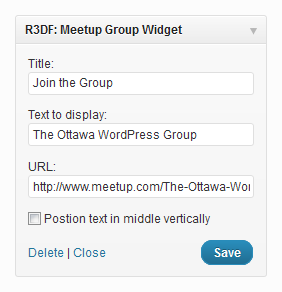 R3DF: Meetup Group Widget
Title:
Join the Group
Text to display:
The Ottawa WordPress Group
URL:
http://www.meetup.com/The-Ottawa-Wor
Postion text in middle vertically
Delete | Close
Save